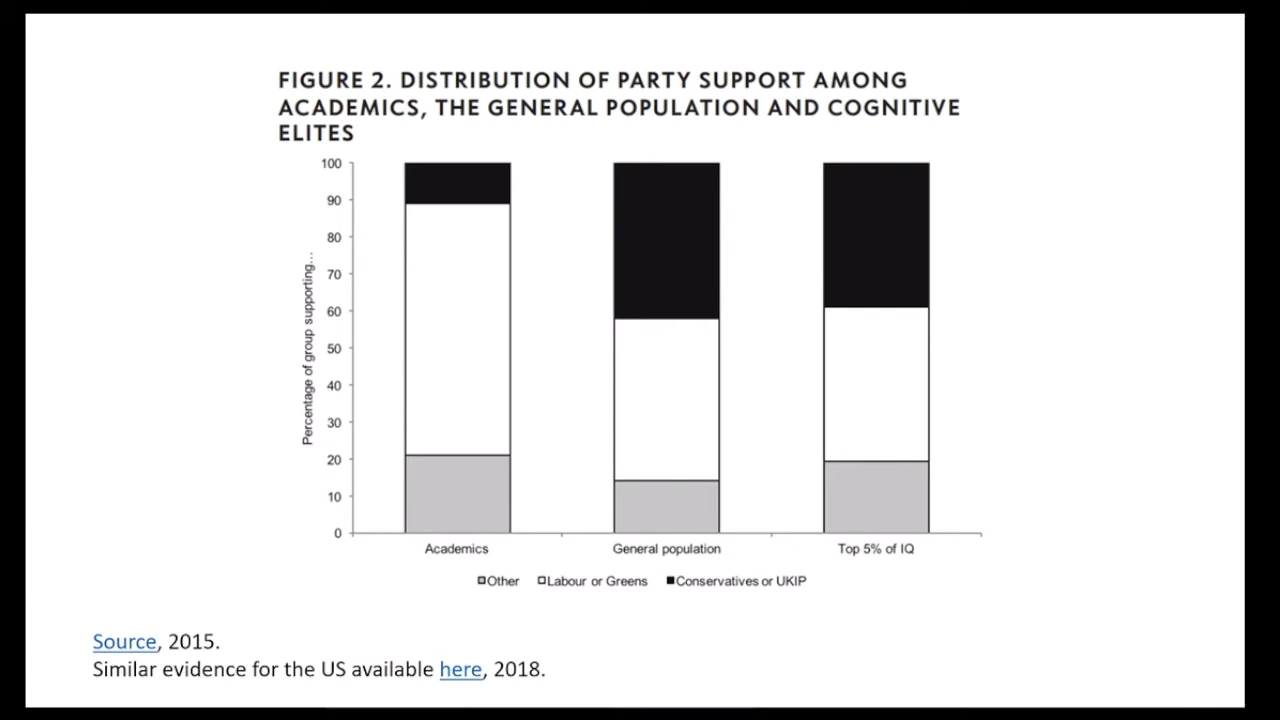 FIGURE 2. DISTRIBUTION OF PARTY SUPPORT AMONG
ACADEMICS, THE GENERAL POPULATION AND COGNITIVE
ELITES
Percentage of group supporting...
100
90
80
70
60
50
40
30
20
10
0
Academics General population Top 5% of IQ
Other Labour or Greens Conservatives or UKIP
Source, 2015.
Similar evidence for the US available here, 2018.